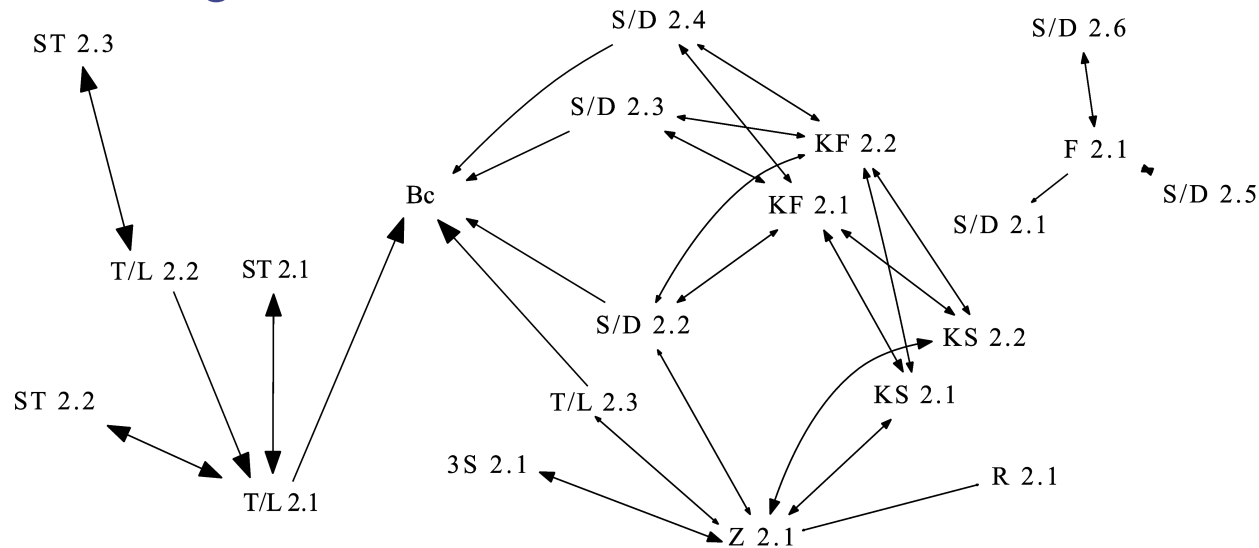 S/D 2.4
S/D 2.6
ST 2.3
S/D 2.3
KF 2.2
F 2.1
Bc
KF 2.1
S/D 2.5
S/D 2.1
T/L 2.2
ST 2.1
S/D 2.2
KS 2.2
ST 2.2
T/L 2.3
KS 2.1
3S 2.1
R 2.1
T/L 2.1
Z 2.1